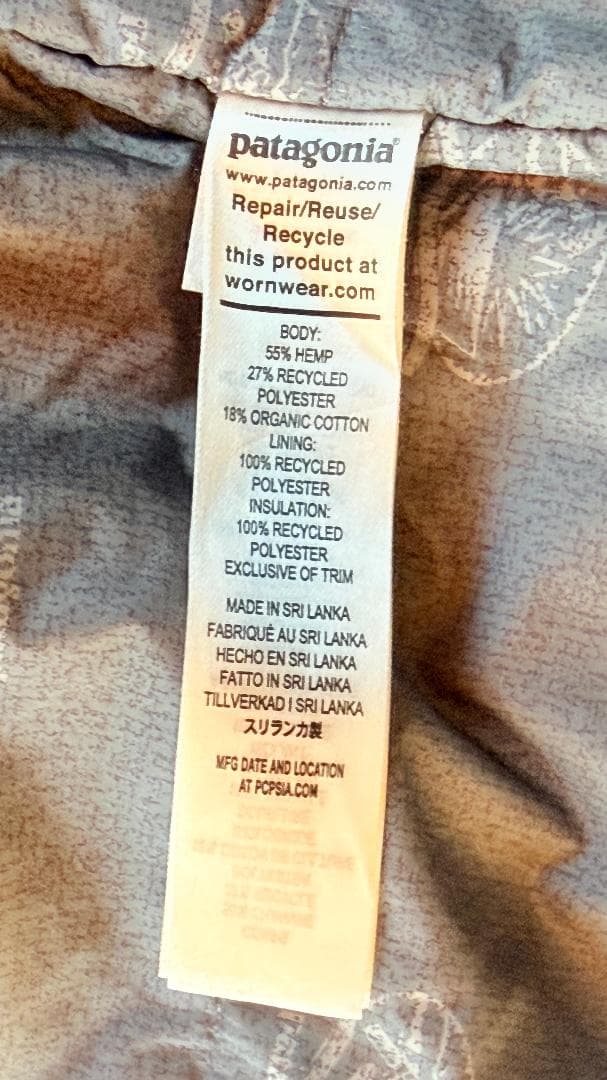 patagonia®
www.patagonia.com
Repair/Reuse/
Recycle
this product at
wornwear.com
BODY:
55% HEMP
27% RECYCLED
POLYESTER
18% ORGANIC COTTON
LINING:
100% RECYCLED
POLYESTER
INSULATION:
100% RECYCLED
POLYESTER
EXCLUSIVE OF TRIM
MADE IN SRI LANKA
FABRIQUÉ AU SRI LANKA
HECHO EN SRI LANKA
FATTO IN SRI LANKA
TILLVERKAD I SRI LANKA
スリランカ製
MFG DATE AND LOCATION
AT PCPSIA.COM